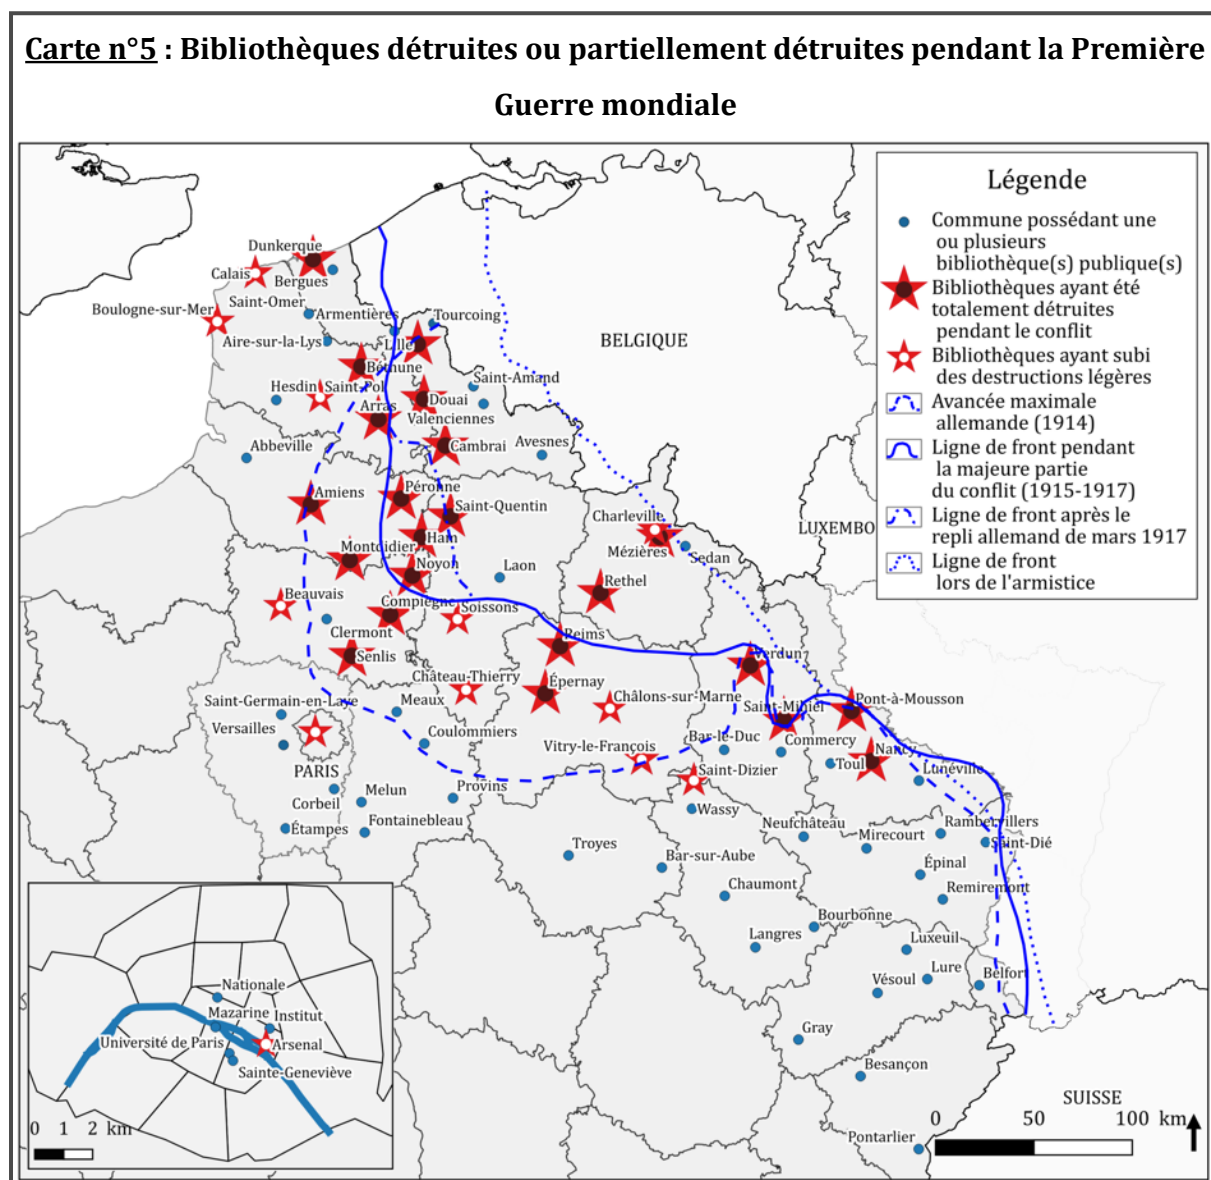 Carte n°5 : Bibliothèques détruites ou partiellement détruites pendant la Première
Guerre mondiale
Légende
Commune possédant une
ou plusieurs
bibliothèque(s) publique(s)
Bibliothèques ayant été
totalement détruites
pendant le conflit
Bibliothèques ayant subi
des destructions légères
Avancée maximale
allemande (1914)
Ligne de front pendant
la majeure partie
du conflit (1915-1917)
Ligne de front après le
repli allemand de mars 1917
Ligne de front
lors de l'armistice
Dunkerque
Calais
Bergues
Boulogne-sur-Mer
Saint-Omer
Armentières
Tourcoing
Aire-sur-la-Lys
Lille
BELGIQUE
Béthune
Hesdin
Saint-Pol
Saint-Amand
Arras
Douai
Valenciennes
Abbeville
Cambrai
Avesnes
Amiens
Péronne
Saint-Quentin
Charleville
LUXEMBO
Montdidier
Ham
Mézières
Sedan
Noyon
Laon
Rethel
Beauvais
Compiègne
Soissons
Clermont
Reims
Senlis
Verdun
Château-Thierry
Épernay
Châlons-sur-Marne
Saint-Mihiel
Pont-à-Mousson
Saint-Germain-en-Laye
Meaux
Versailles
Coulommiers
Vitry-le-François
Bar-le-Duc
Commercy
Nancy
Toul
Lunéville
PARIS
Saint-Dizier
Corbeil
Melun
Provins
Wassy
Étampes
Fontainebleau
Neufchâteau
Mirecourt
Rambervillers
Saint-Dié
Troyes
Bar-sur-Aube
Épinal
Chaumont
Remiremont
Bourbonne
Langres
Luxeuil
Vésoul
Lure
Belfort
Gray
Besançon
SUISSE
Pontarlier
0 50 100 km
Nationale
Mazarine
Institut
Université de Paris
Arsenal
Sainte-Geneviève
0 1 2 km